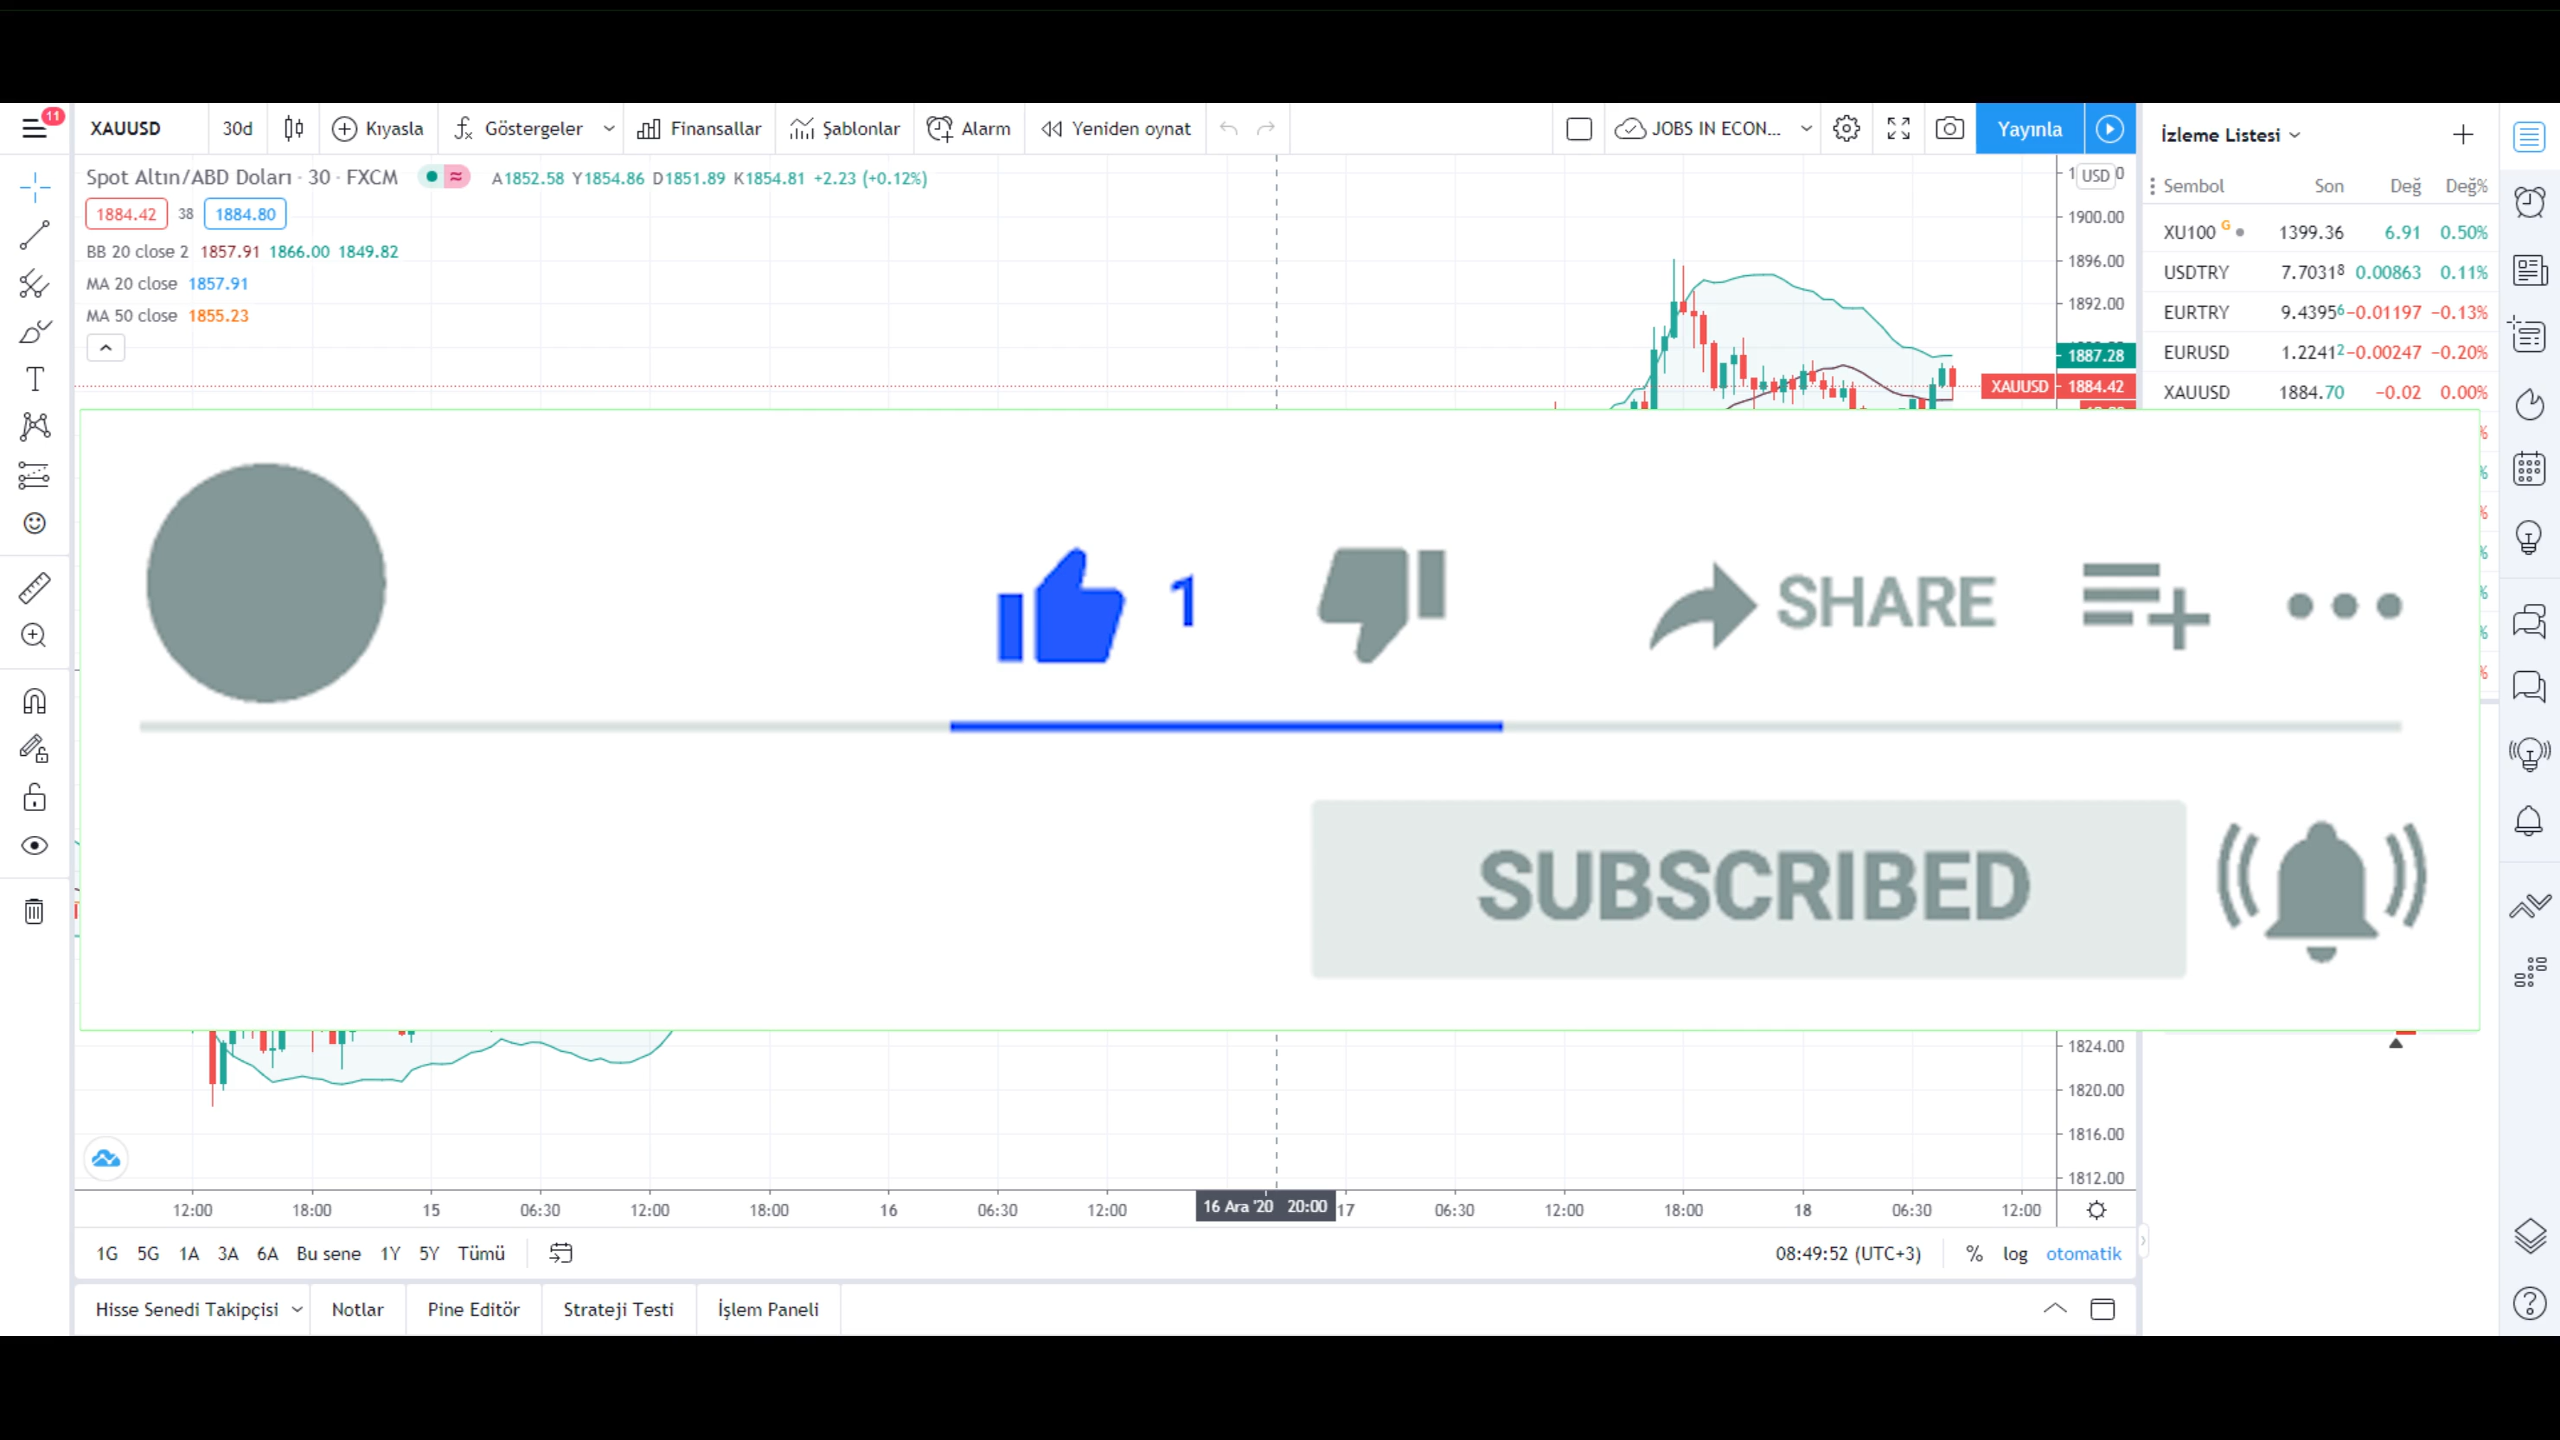 11
XAUUSD 30d Kıyasla Göstergeler Finansallar Şablonlar Alarm Yeniden oynat JOBS IN ECON... Yayınla İzleme Listesi
Spot Altın/ABD Doları · 30 · FXCM A1852.58 Y1854.86 D1851.89 K1854.81 +2.23 (+0.12%)
USD
Sembol Son Değ Değ%
1884.42 38 1884.80
1900.00
XU100 G 1399.36 6.91 0.50%
BB 20 close 2 1857.91 1866.00 1849.82
1896.00
USDTRY 7.70318 0.00863 0.11%
MA 20 close 1857.91
1892.00
EURTRY 9.43956 −0.01197 −0.13%
MA 50 close 1855.23
1887.28
EURUSD 1.22412 −0.00247 −0.20%
XAUUSD 1884.42
XAUUSD 1884.70 −0.02 0.00%
1 SHARE
SUBSCRIBED
1824.00
1820.00
1816.00
1812.00
12:00 18:00 15 06:30 12:00 18:00 16 06:30 12:00 16 Ara '20 20:00 17 06:30 12:00 18:00 18 06:30 12:00
1G 5G 1A 3A 6A Bu sene 1Y 5Y Tümü 08:49:52 (UTC+3) % log otomatik
Hisse Senedi Takipçisi Notlar Pine Editör Strateji Testi İşlem Paneli